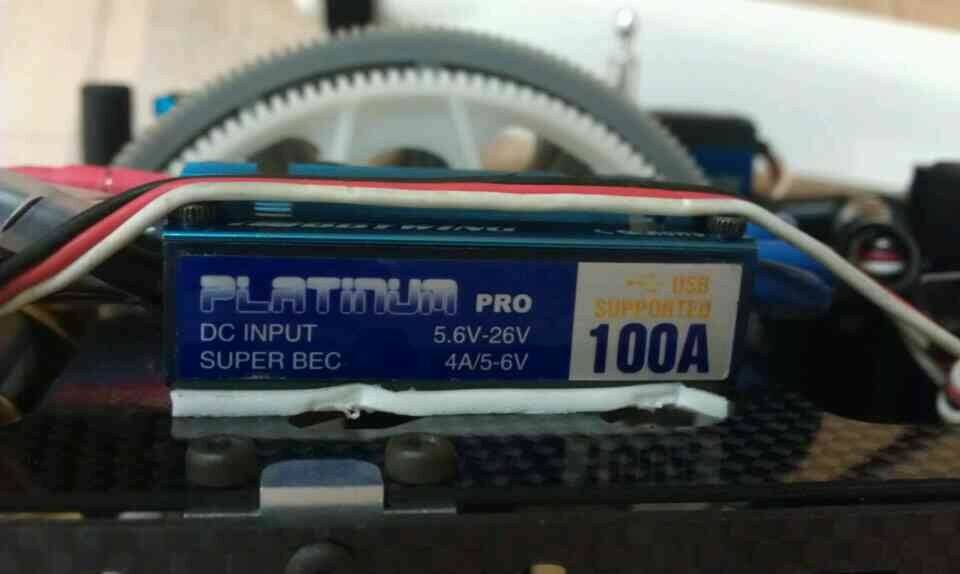 PLATINUM PRO
DC INPUT 5.6V-26V
SUPER BEC 4A/5-6V
USB
SUPPORTED
100A